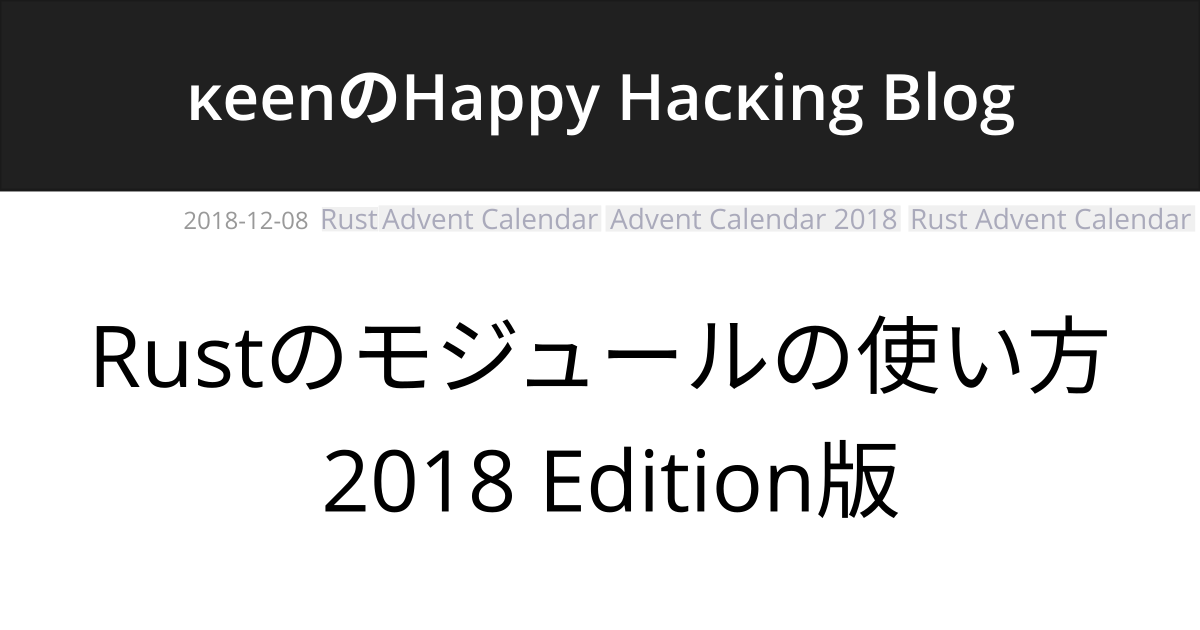 κeenのHappy Hacκing Blog
2018-12-08 Rust Advent Calendar Advent Calendar 2018 Rust Advent Calendar
Rustのモジュールの使い方
2018 Edition版